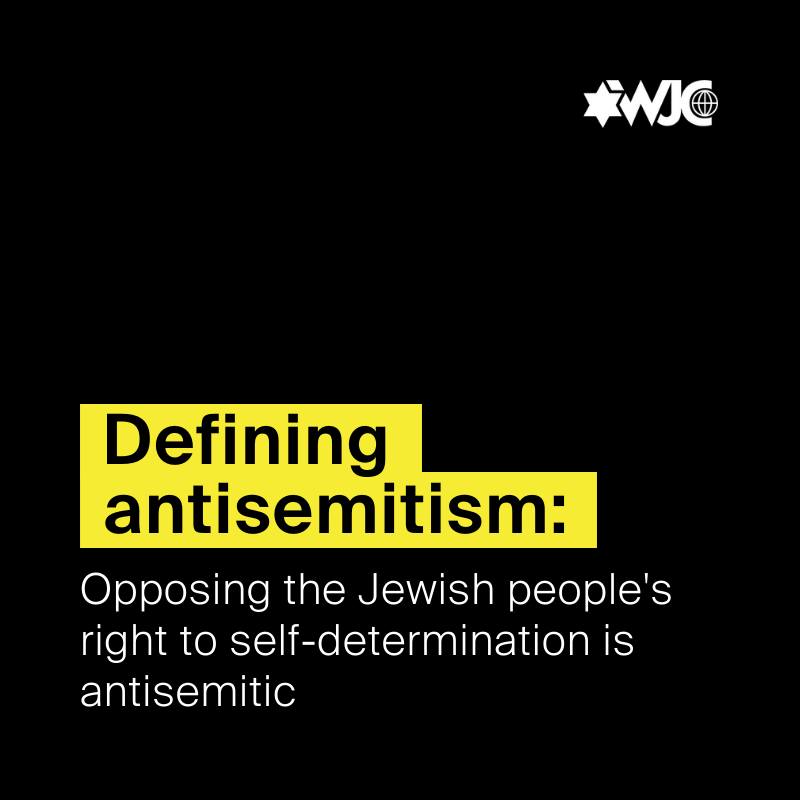 WJC
Defining
antisemitism:
Opposing the Jewish people's
right to self-determination is
antisemitic